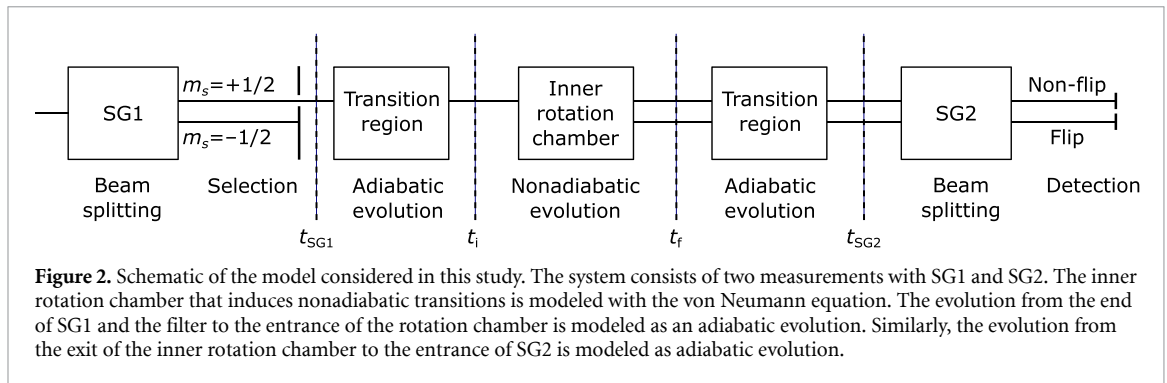 m_s=+1/2
SG1
m_s=−1/2
Transition
region
Inner
rotation
chamber
Transition
region
SG2
Non-flip
Flip
Beam
splitting
Selection
Adiabatic
evolution
Nonadiabatic
evolution
Adiabatic
evolution
Beam
splitting
Detection
t_SG1
t_i
t_f
t_SG2
Figure 2. Schematic of the model considered in this study. The system consists of two measurements with SG1 and SG2. The inner
rotation chamber that induces nonadiabatic transitions is modeled with the von Neumann equation. The evolution from the end
of SG1 and the filter to the entrance of the rotation chamber is modeled as an adiabatic evolution. Similarly, the evolution from
the exit of the inner rotation chamber to the entrance of SG2 is modeled as adiabatic evolution.